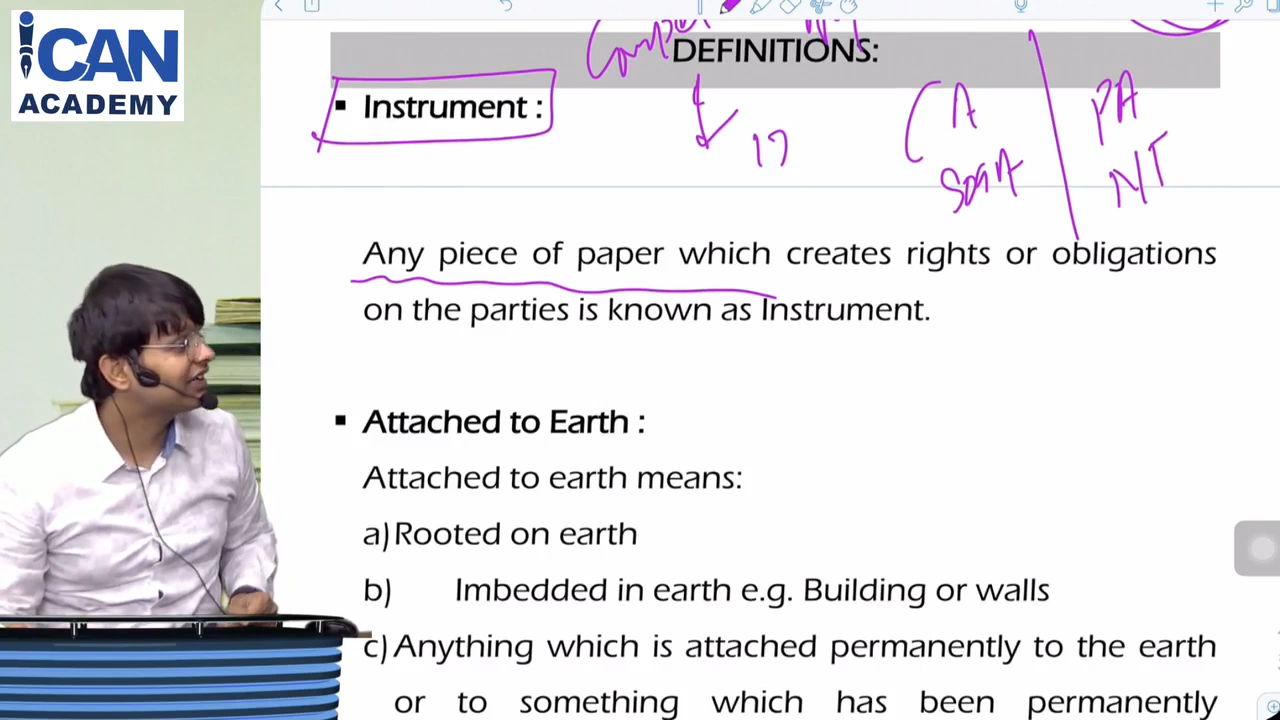 iCAN
ACADEMY
DEFINITIONS:
▪ Instrument :
17
A
PA
NT
Any piece of paper which creates rights or obligations
on the parties is known as Instrument.
▪ Attached to Earth :
Attached to earth means:
a)Rooted on earth
b) Imbedded in earth e.g. Building or walls
c)Anything which is attached permanently to the earth
or to something which has been permanently